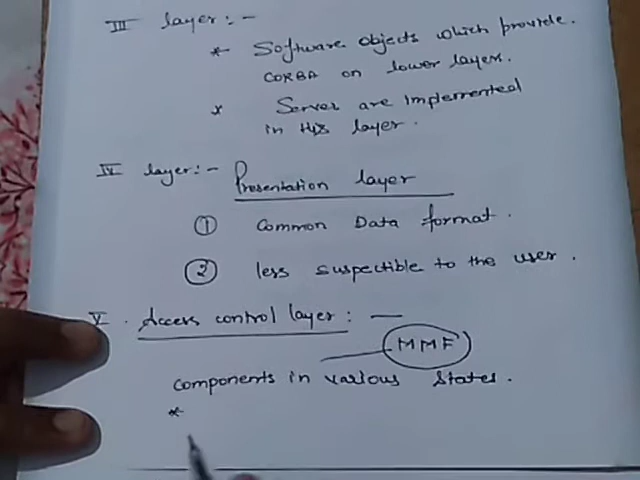 III layer:-
* Software objects which provide.
CORBA on lower layers.
* Server are implemented
in this layer.
IV layer:- Presentation layer
① Common Data format.
② less suspectible to the user.
V. Access control layer: —
MMF
components in various states.
*